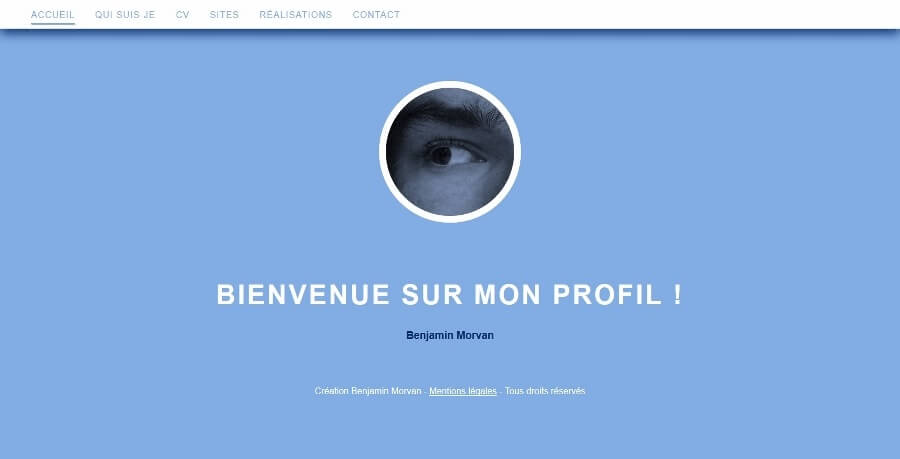 ACCUEIL QUI SUIS JE CV SITES RÉALISATIONS CONTACT
BIENVENUE SUR MON PROFIL !
Benjamin Morvan
Création Benjamin Morvan - Mentions légales - Tous droits réservés